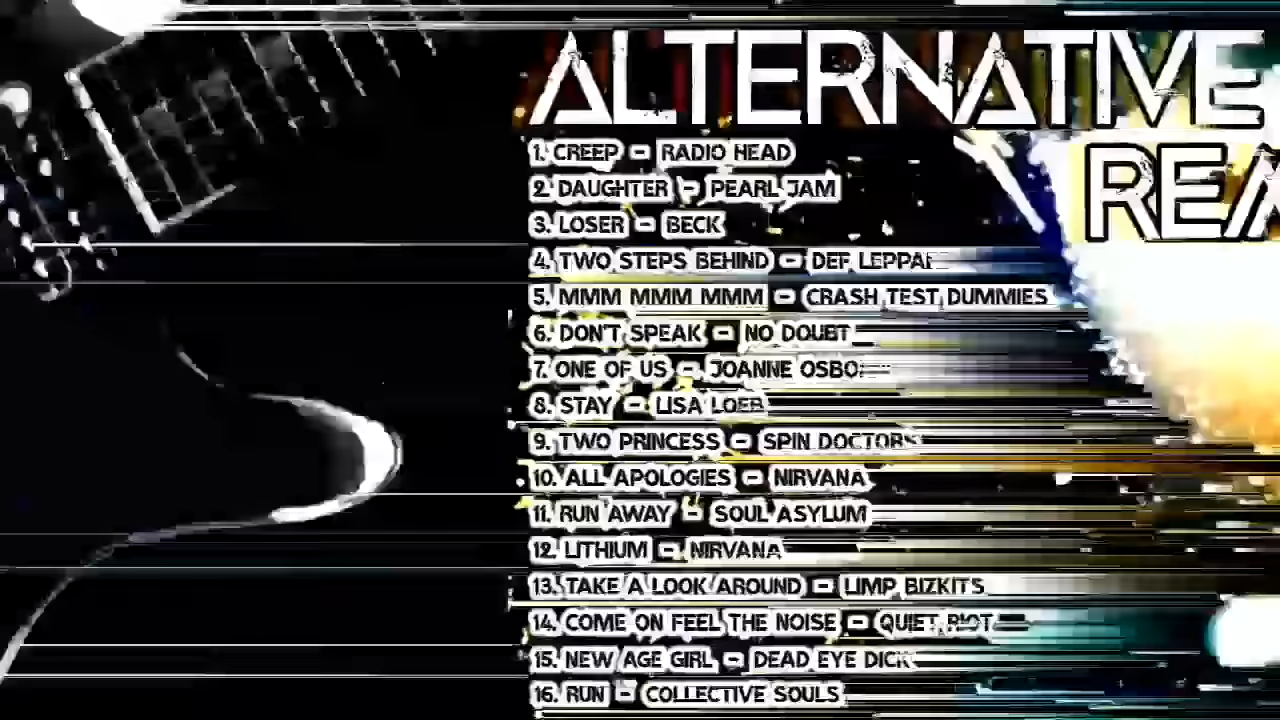 ALTERNATIVE
REA
1. CREEP - RADIO HEAD
2. DAUGHTER - PEARL JAM
3. LOSER - BECK
4. TWO STEPS BEHIND - DEF LEPPA
5. MMM MMM MMM - CRASH TEST DUMMIES
6. DON'T SPEAK - NO DOUBT
7. ONE OF US - JOANNE OSBO
8. STAY - LISA LOEB
9. TWO PRINCESS - SPIN DOCTORS
10. ALL APOLOGIES - NIRVANA
11. RUN AWAY - SOUL ASYLUM
12. LITHIUM - NIRVANA
13. TAKE A LOOK AROUND - LIMP BIZKITS
14. COME ON FEEL THE NOISE - QUIET RIOT
15. NEW AGE GIRL - DEAD EYE DICK
16. RUN - COLLECTIVE SOULS